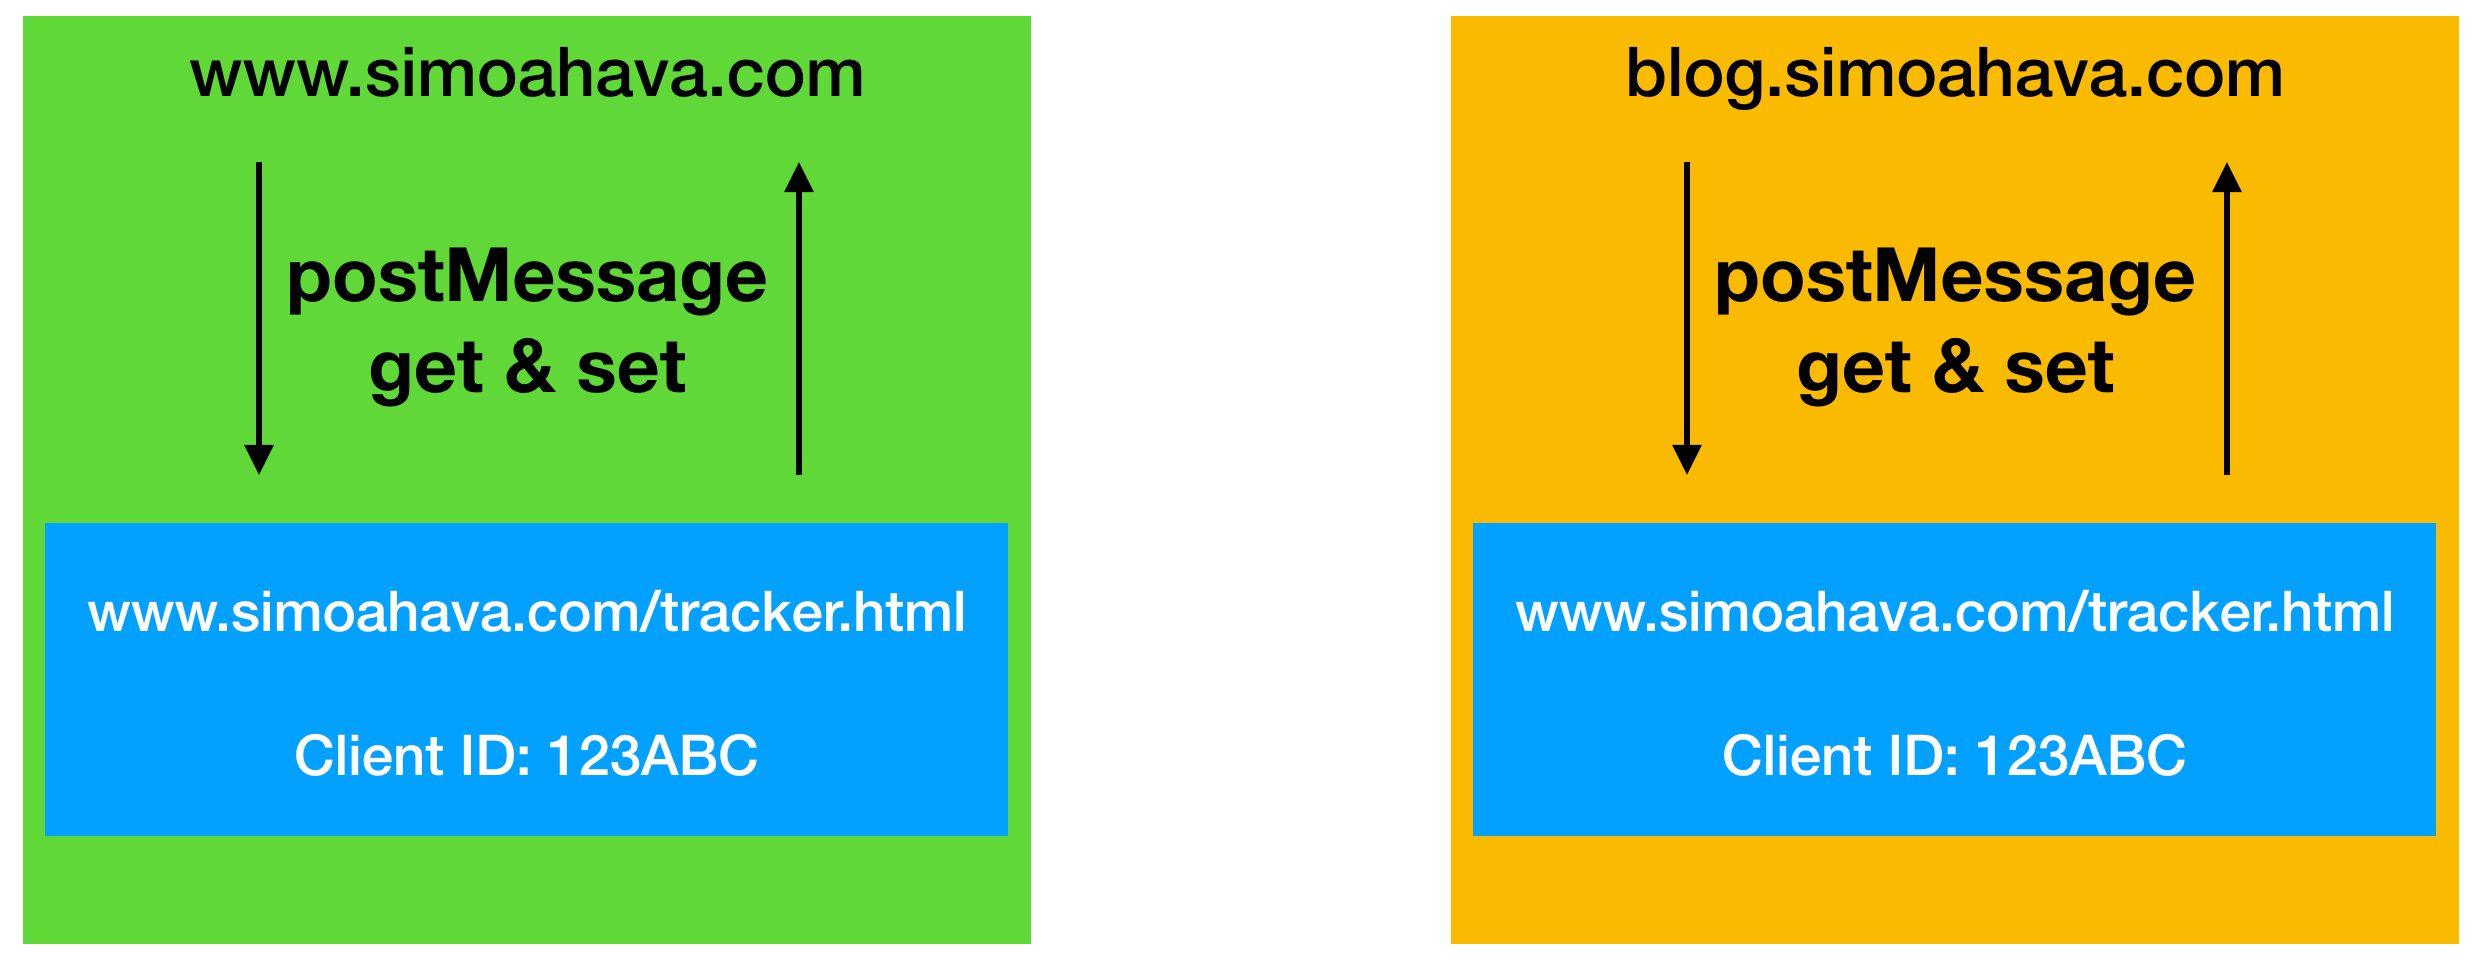 www.simoahava.com
postMessage
get & set
www.simoahava.com/tracker.html
Client ID: 123ABC
blog.simoahava.com
postMessage
get & set
www.simoahava.com/tracker.html
Client ID: 123ABC